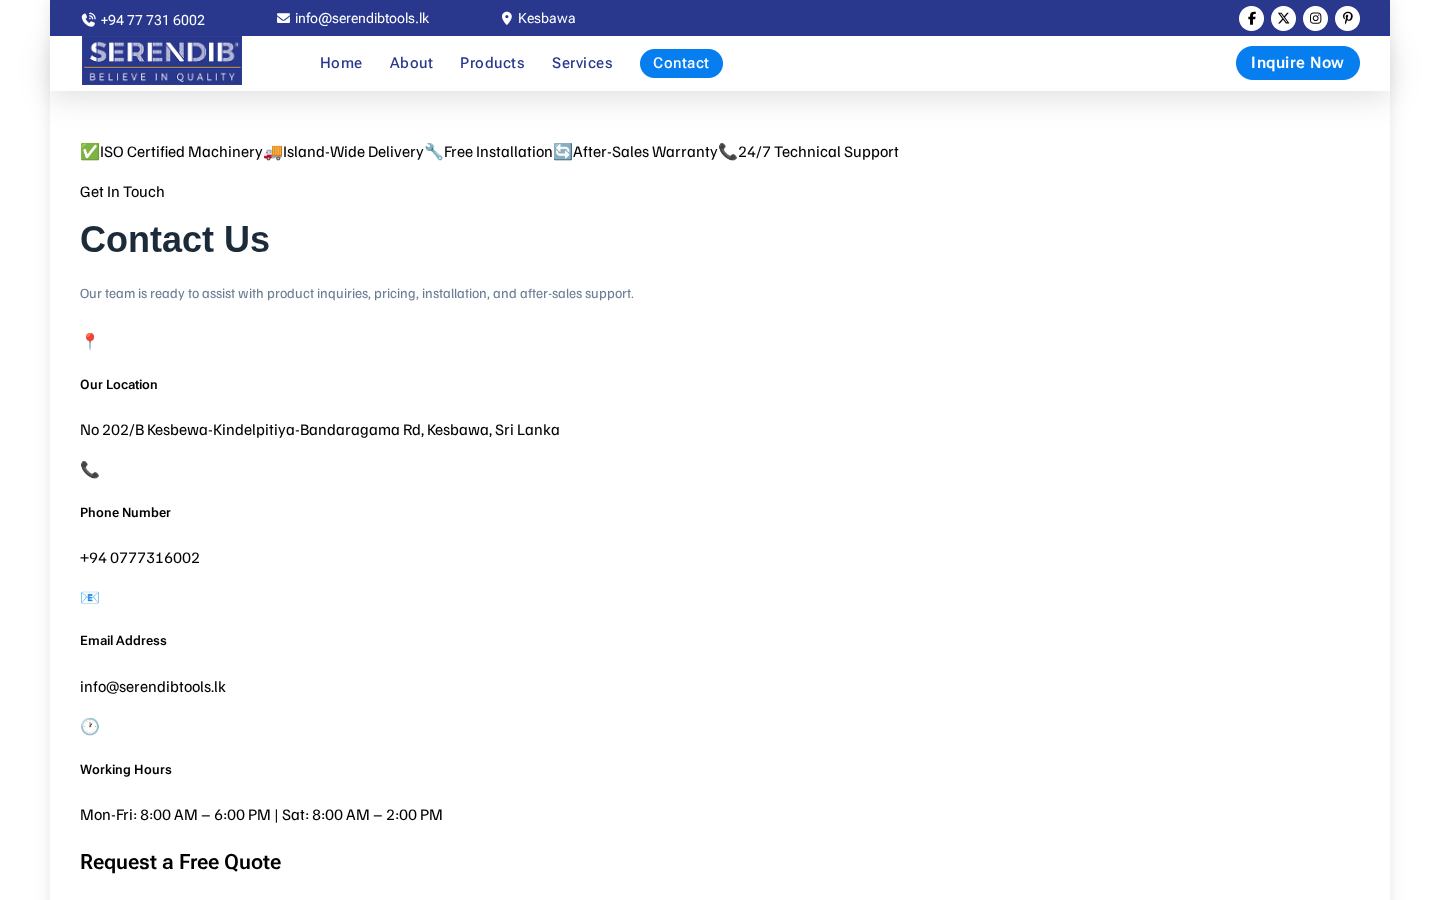 +94 77 731 6002 info@serendibtools.lk Kesbawa
SERENDIB
BELIEVE IN QUALITY
Home About Products Services Contact Inquire Now
✅ISO Certified Machinery🚚Island-Wide Delivery🔧Free Installation🔄After-Sales Warranty📞24/7 Technical Support
Get In Touch
Contact Us
Our team is ready to assist with product inquiries, pricing, installation, and after-sales support.
📍
Our Location
No 202/B Kesbewa-Kindelpitiya-Bandaragama Rd, Kesbawa, Sri Lanka
📞
Phone Number
+94 0777316002
📧
Email Address
info@serendibtools.lk
🕐
Working Hours
Mon-Fri: 8:00 AM – 6:00 PM | Sat: 8:00 AM – 2:00 PM
Request a Free Quote